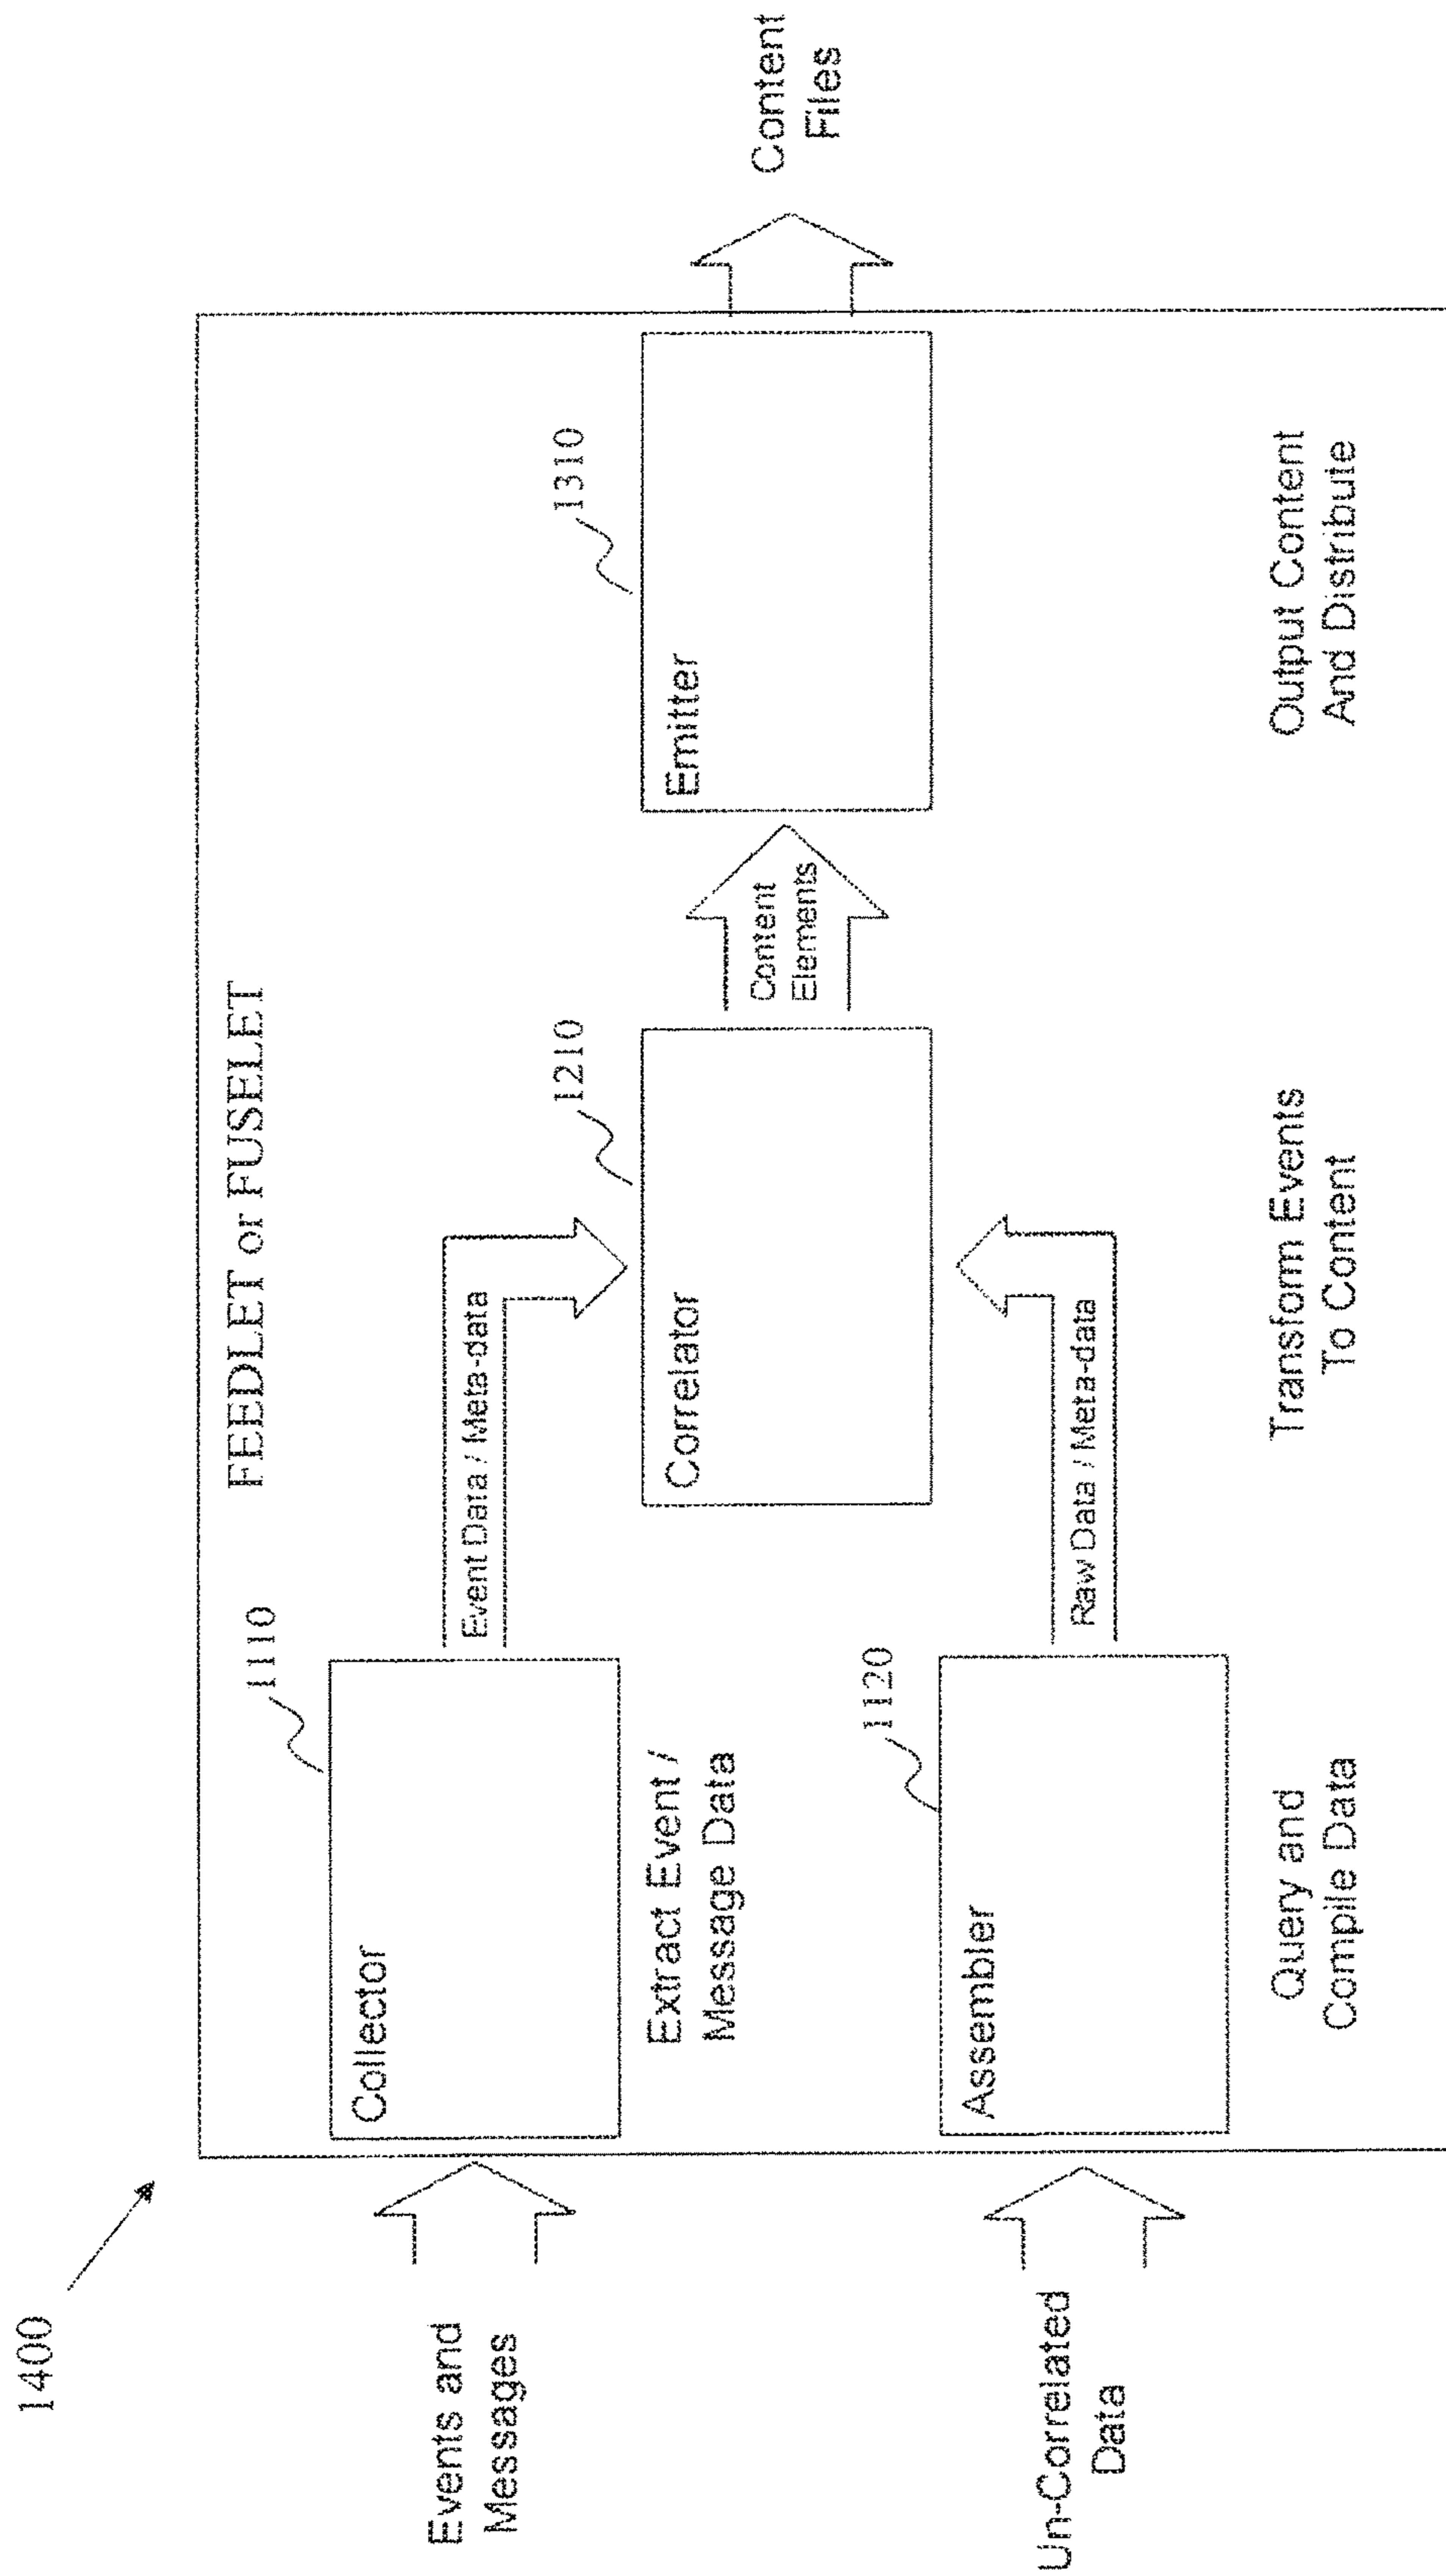 1400
FEEDLET or FUSELET
Events and
Messages
1110
Collector
Extract Event /
Message Data
Event Data / Meta-data
Un-Correlated
Data
1120
Assembler
Query and
Compile Data
Raw Data / Meta-data
1210
Correlator
Transform Events
To Content
Content
Elements
1310
Emitter
Output Content
And Distribute
Content
Files